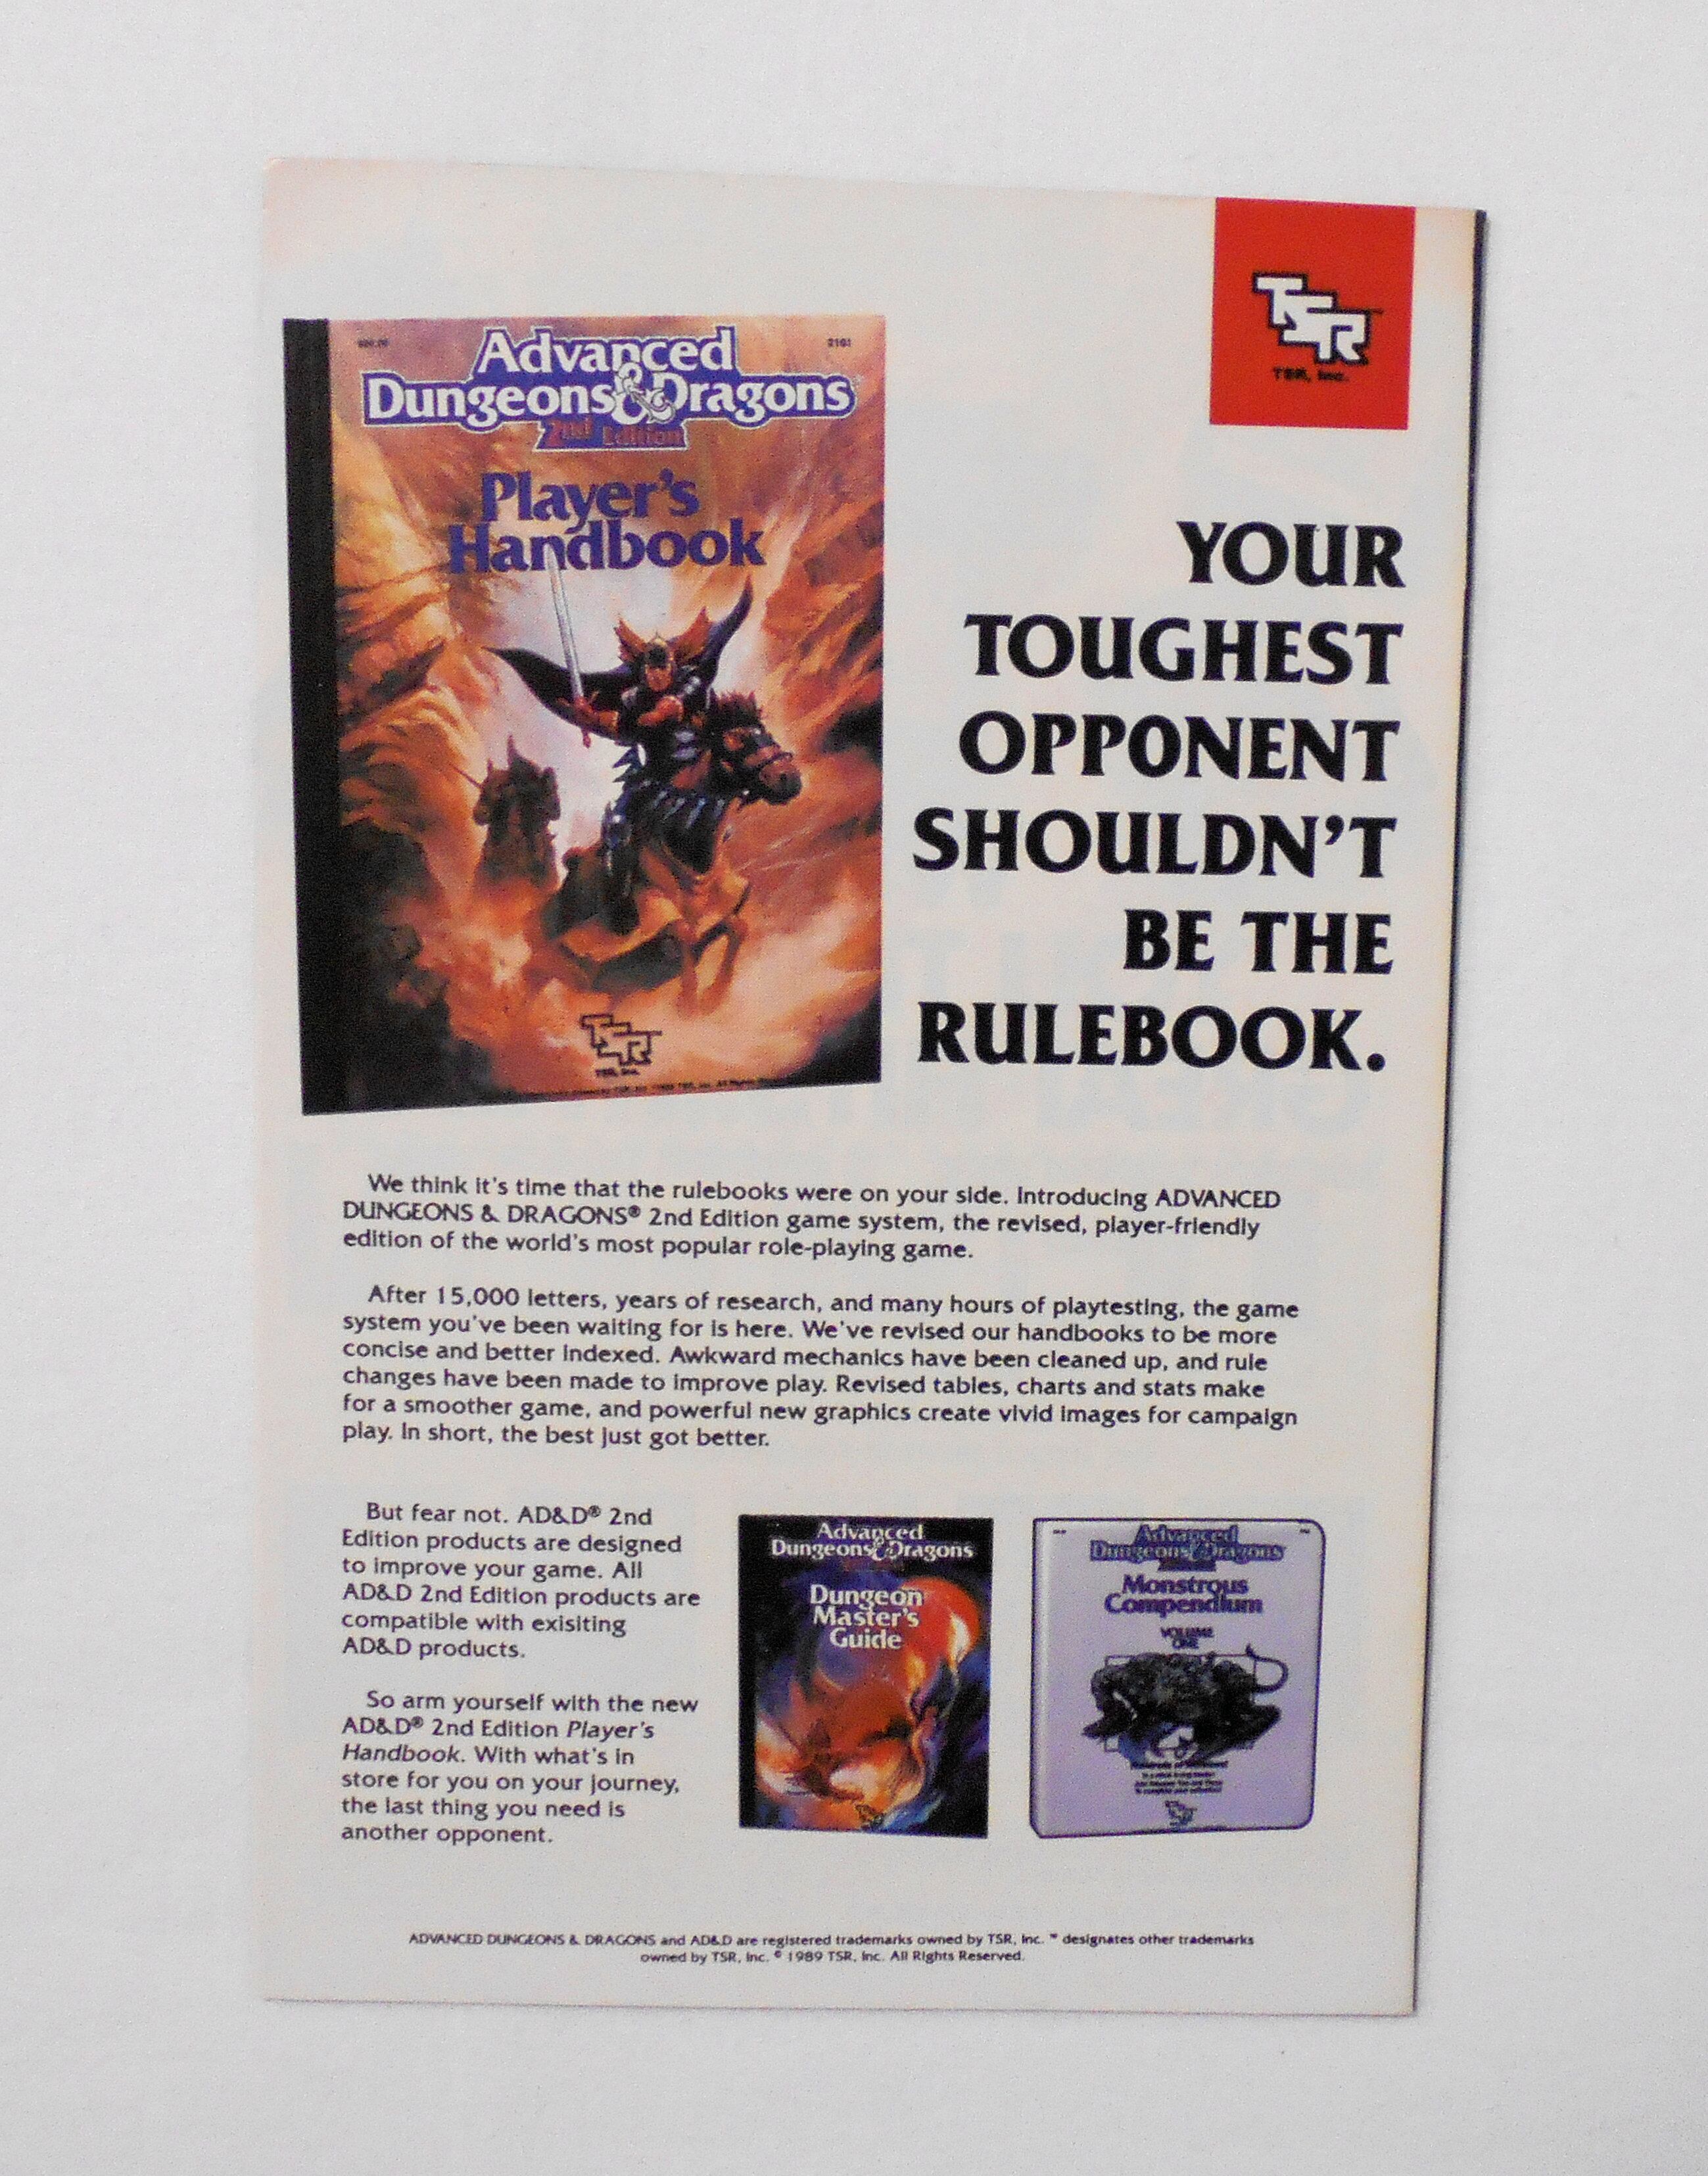 TSR
TSR, Inc.
2101
Advanced
Dungeons & Dragons
2nd Edition
Player's
Handbook
TSR
TSR, Inc.
YOUR
TOUGHEST
OPPONENT
SHOULDN'T
BE THE
RULEBOOK.
We think it's time that the rulebooks were on your side. Introducing ADVANCED
DUNGEONS & DRAGONS® 2nd Edition game system, the revised, player-friendly
edition of the world's most popular role-playing game.
After 15,000 letters, years of research, and many hours of playtesting, the game
system you've been waiting for is here. We've revised our handbooks to be more
concise and better indexed. Awkward mechanics have been cleaned up, and rule
changes have been made to improve play. Revised tables, charts and stats make
for a smoother game, and powerful new graphics create vivid images for campaign
play. In short, the best just got better.
But fear not. AD&D® 2nd
Edition products are designed
to improve your game. All
AD&D 2nd Edition products are
compatible with exisiting
AD&D products.
So arm yourself with the new
AD&D® 2nd Edition Player's
Handbook. With what's in
store for you on your journey,
the last thing you need is
another opponent.
Advanced
Dungeons & Dragons
Dungeon
Master's
Guide
Advanced
Dungeons & Dragons
Monstrous
Compendium
VOLUME
ONE
TSR
ADVANCED DUNGEONS & DRAGONS and AD&D are registered trademarks owned by TSR, Inc. ™ designates other trademarks
owned by TSR, Inc. © 1989 TSR, Inc. All Rights Reserved.